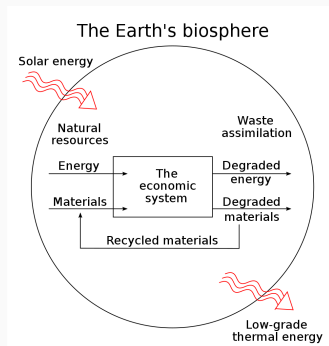 The Earth's biosphere
Solar energy
Natural
resources
Waste
assimilation
Energy
The
economic
system
Degraded
energy
Materials
Degraded
materials
Recycled materials
Low-grade
thermal energy